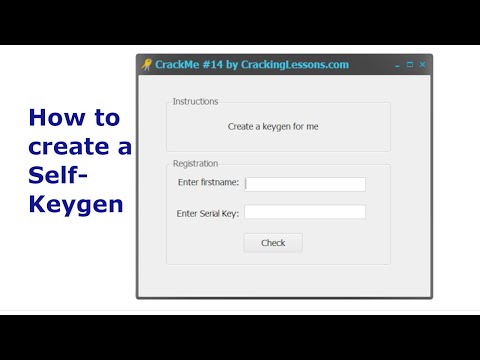 How to
create a
Self-
Keygen
CrackMe #14 by CrackingLessons.com
Instructions
Create a keygen for me
Registration
Enter firstname:
Enter Serial Key:
Check